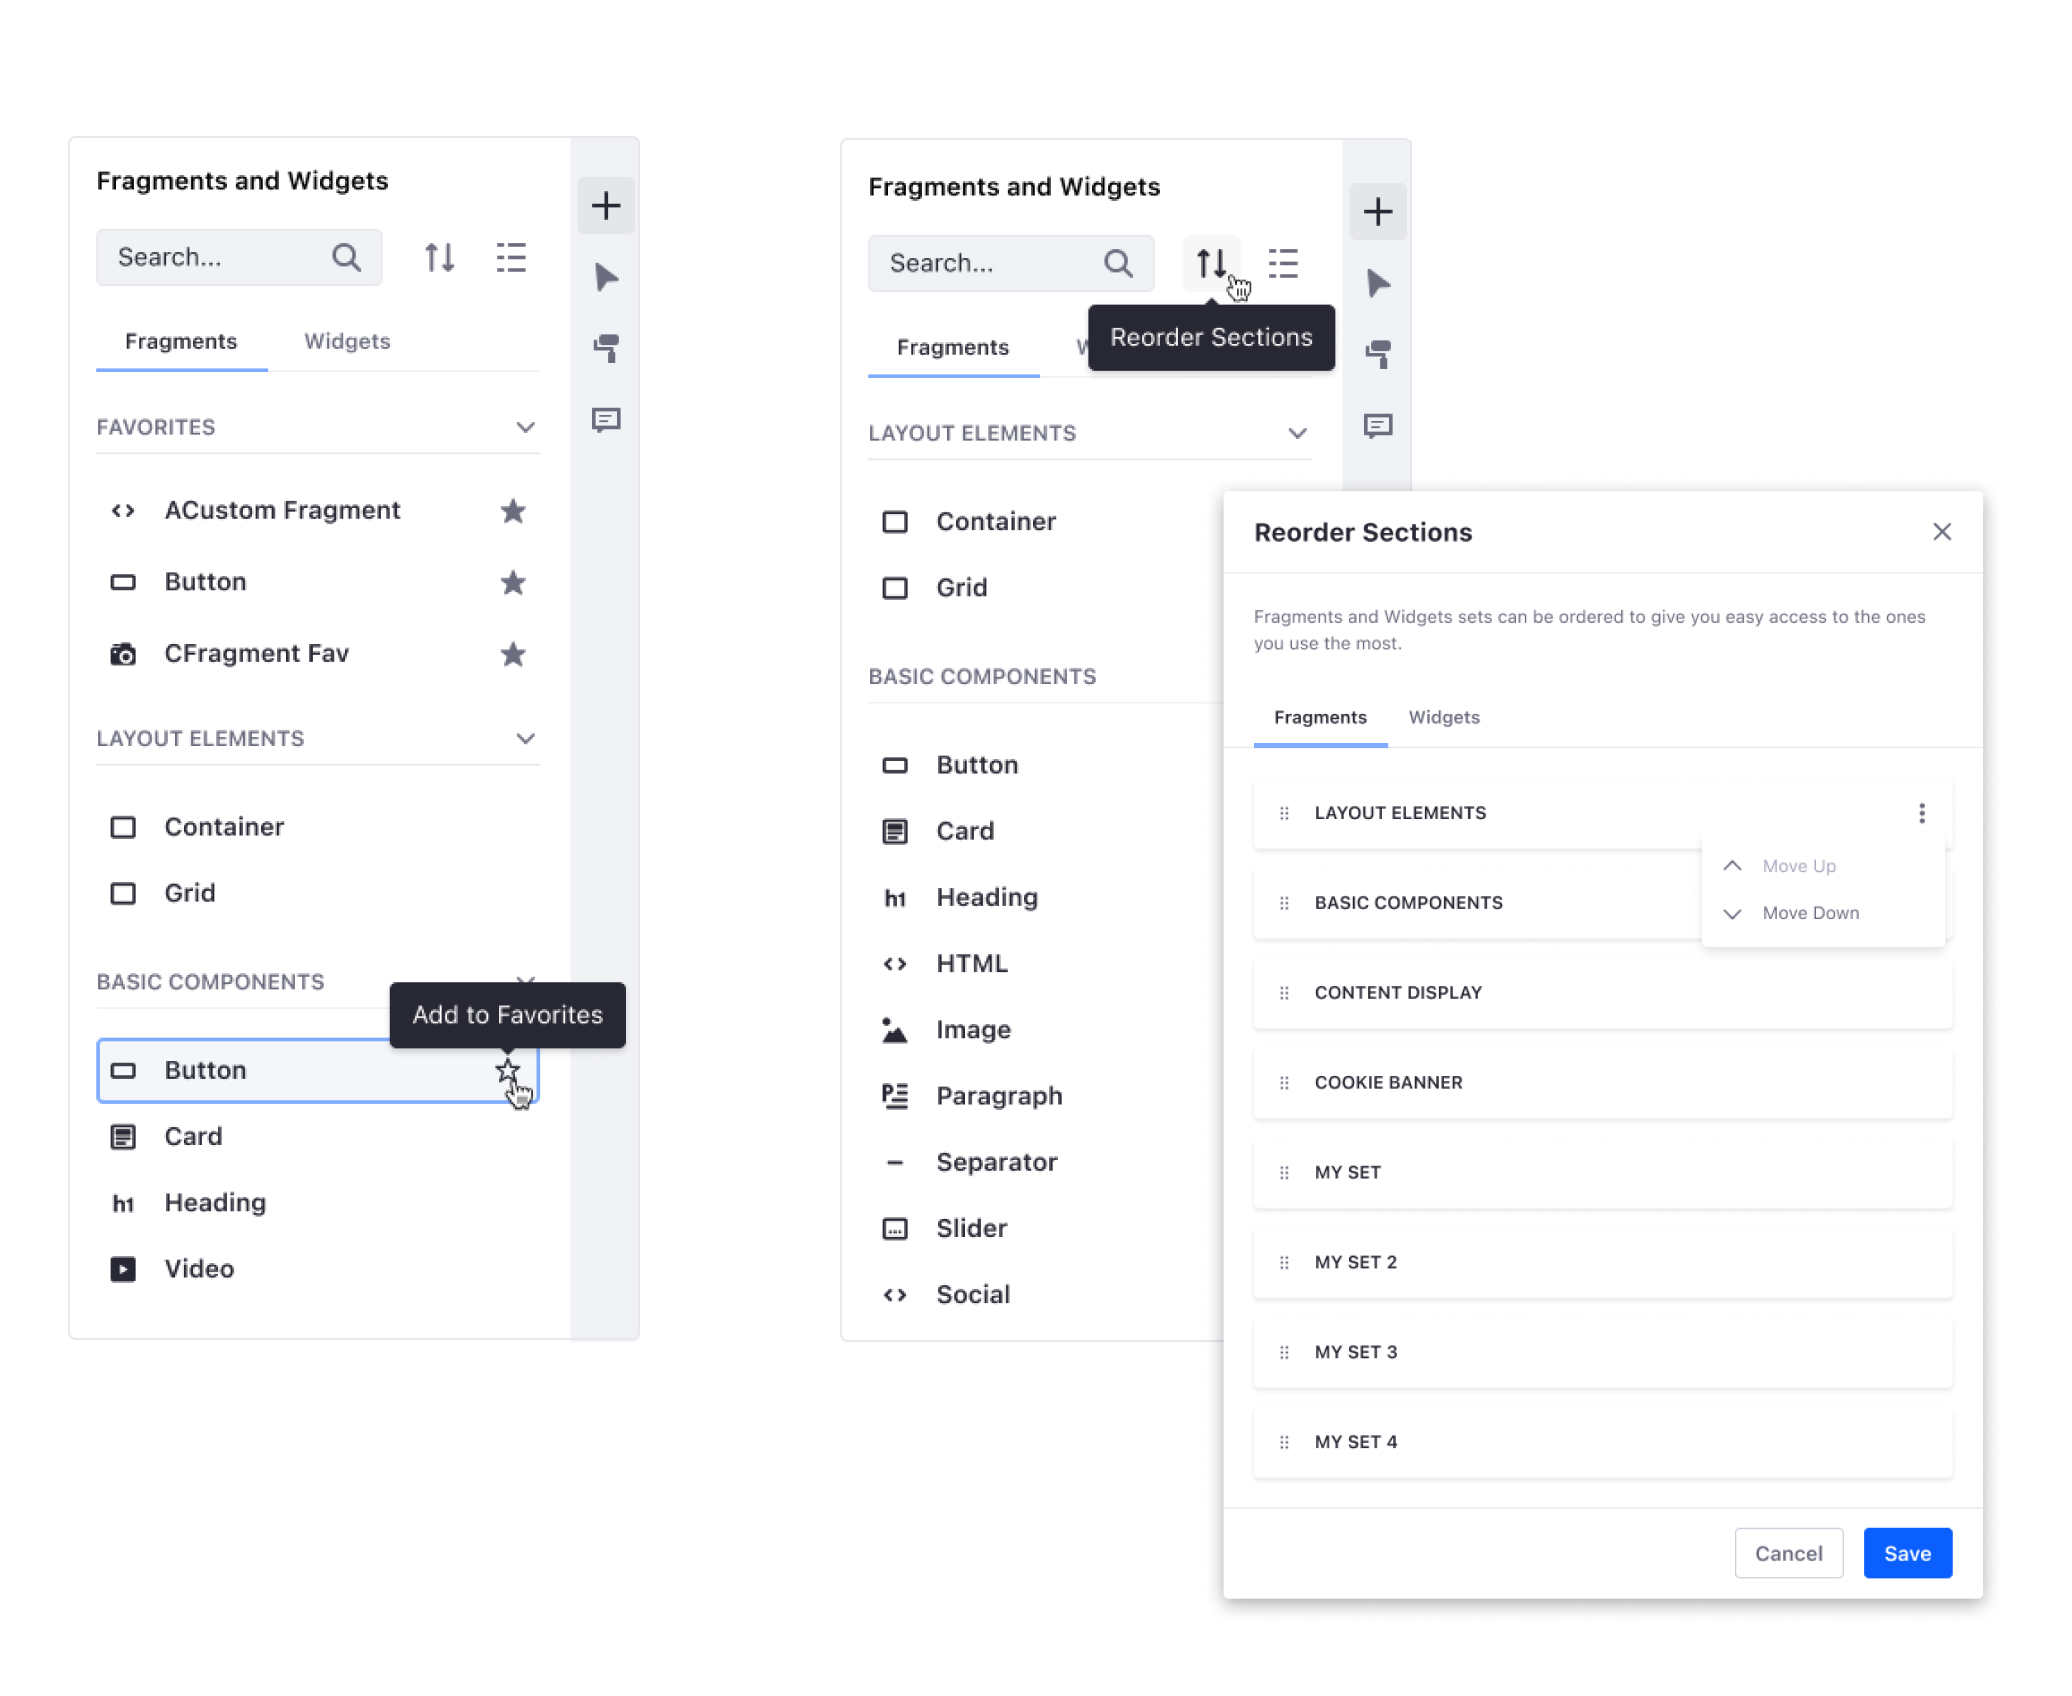 Fragments and Widgets
Search...
Fragments Widgets
FAVORITES
ACustom Fragment
Button
CFragment Fav
LAYOUT ELEMENTS
Container
Grid
BASIC COMPONENTS
Add to Favorites
Button
Card
h1 Heading
Video
Fragments and Widgets
Search...
Reorder Sections
Fragments W
LAYOUT ELEMENTS
Container
Grid
BASIC COMPONENTS
Button
Card
h1 Heading
HTML
Image
Paragraph
Separator
Slider
Social
Reorder Sections
Fragments and Widgets sets can be ordered to give you easy access to the ones
you use the most.
Fragments Widgets
LAYOUT ELEMENTS
Move Up
BASIC COMPONENTS
Move Down
CONTENT DISPLAY
COOKIE BANNER
MY SET
MY SET 2
MY SET 3
MY SET 4
Cancel Save